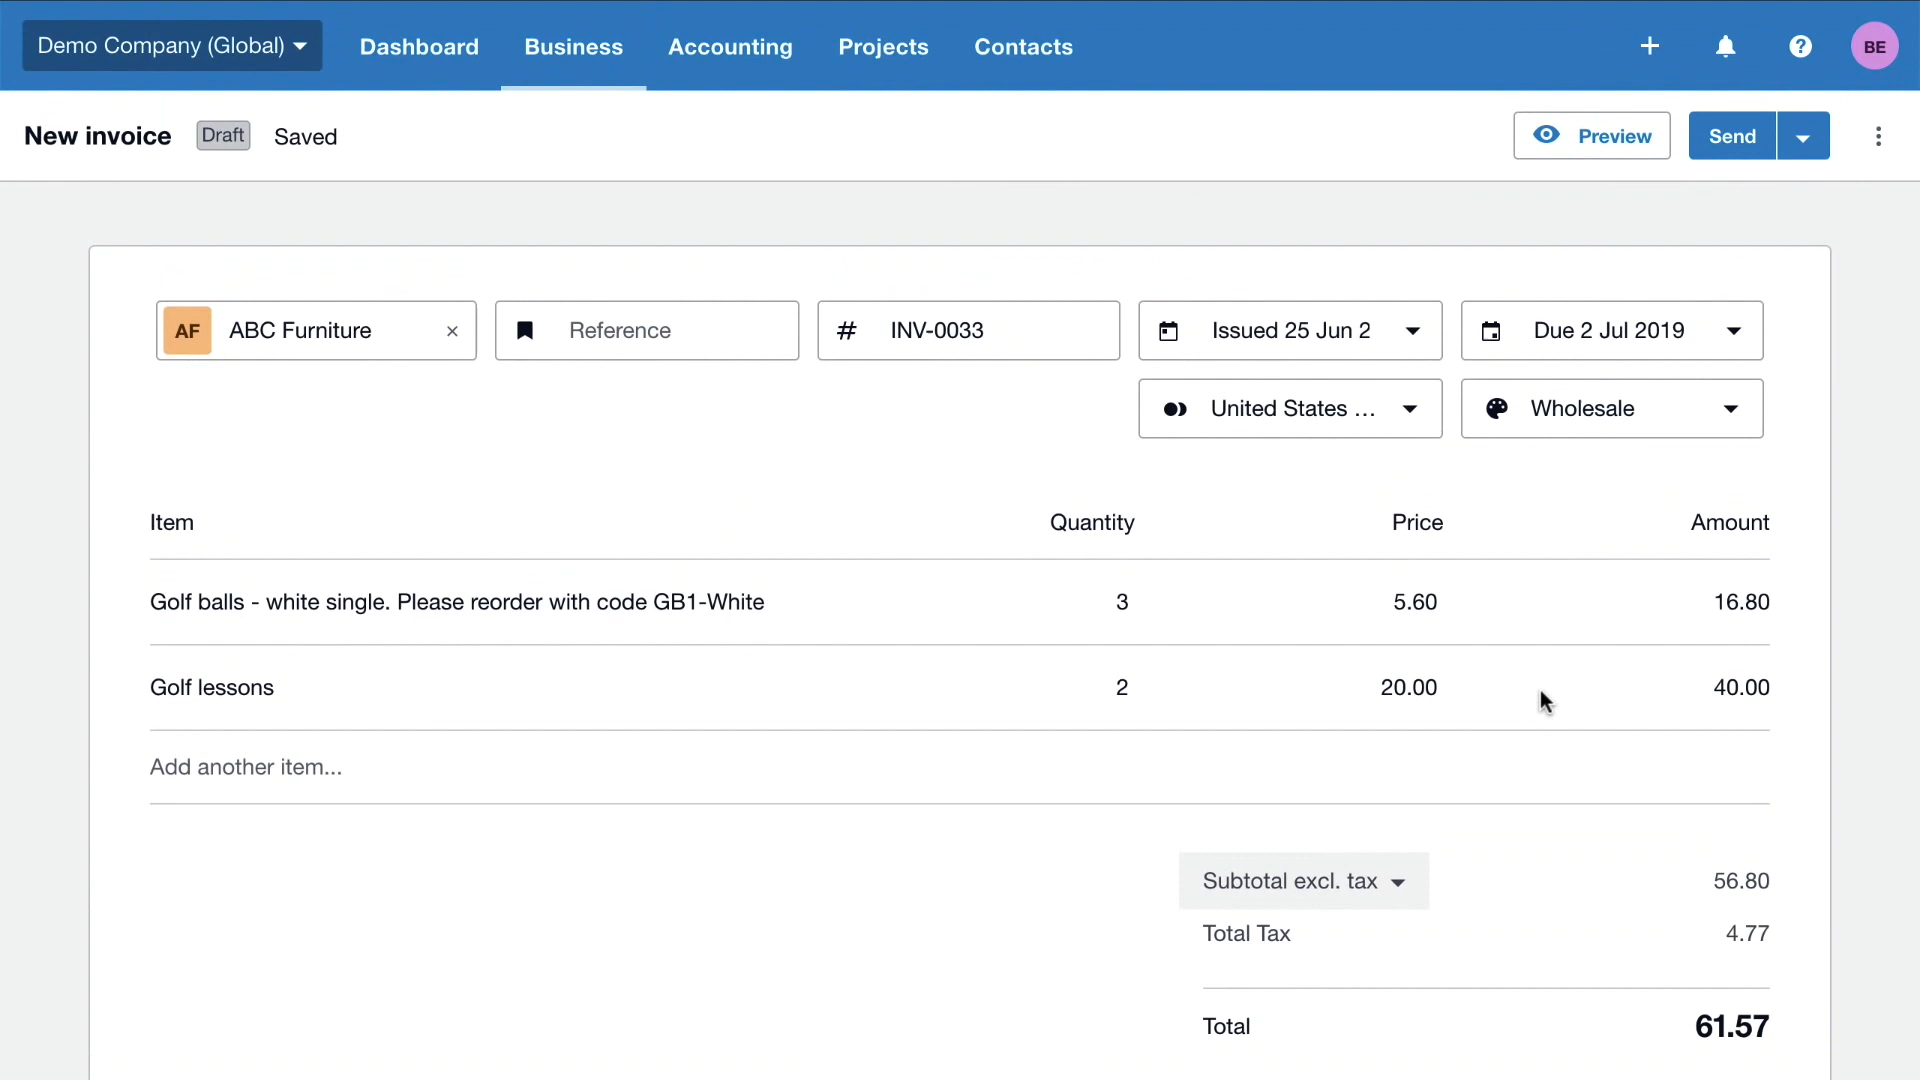 Demo Company (Global) Dashboard Business Accounting Projects Contacts BE
New invoice Draft Saved Preview Send
AF ABC Furniture Reference # INV-0033 Issued 25 Jun 2 Due 2 Jul 2019
United States ... Wholesale
Item Quantity Price Amount
Golf balls - white single. Please reorder with code GB1-White 3 5.60 16.80
Golf lessons 2 20.00 40.00
Add another item...
Subtotal excl. tax 56.80
Total Tax 4.77
Total 61.57